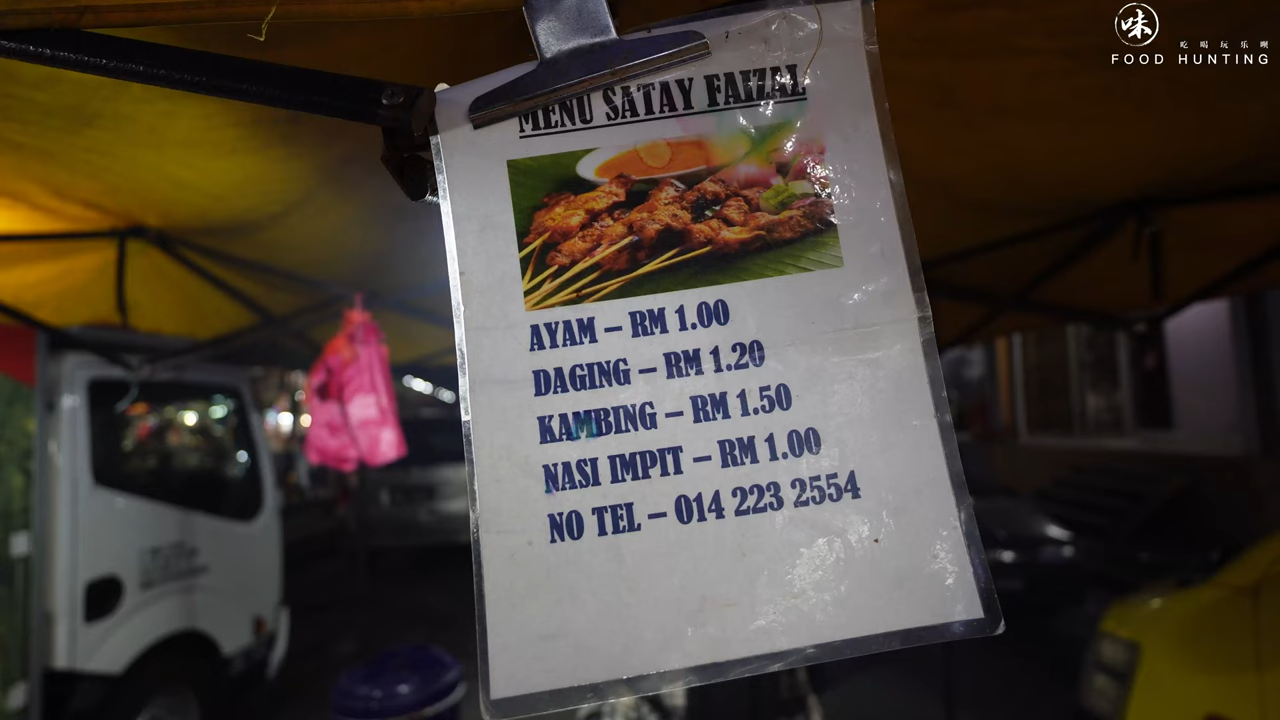 味
吃喝玩乐呗
FOOD HUNTING
MENU SATAY FAIZAL
AYAM – RM 1.00
DAGING – RM 1.20
KAMBING – RM 1.50
NASI IMPIT – RM 1.00
NO TEL – 014 223 2554